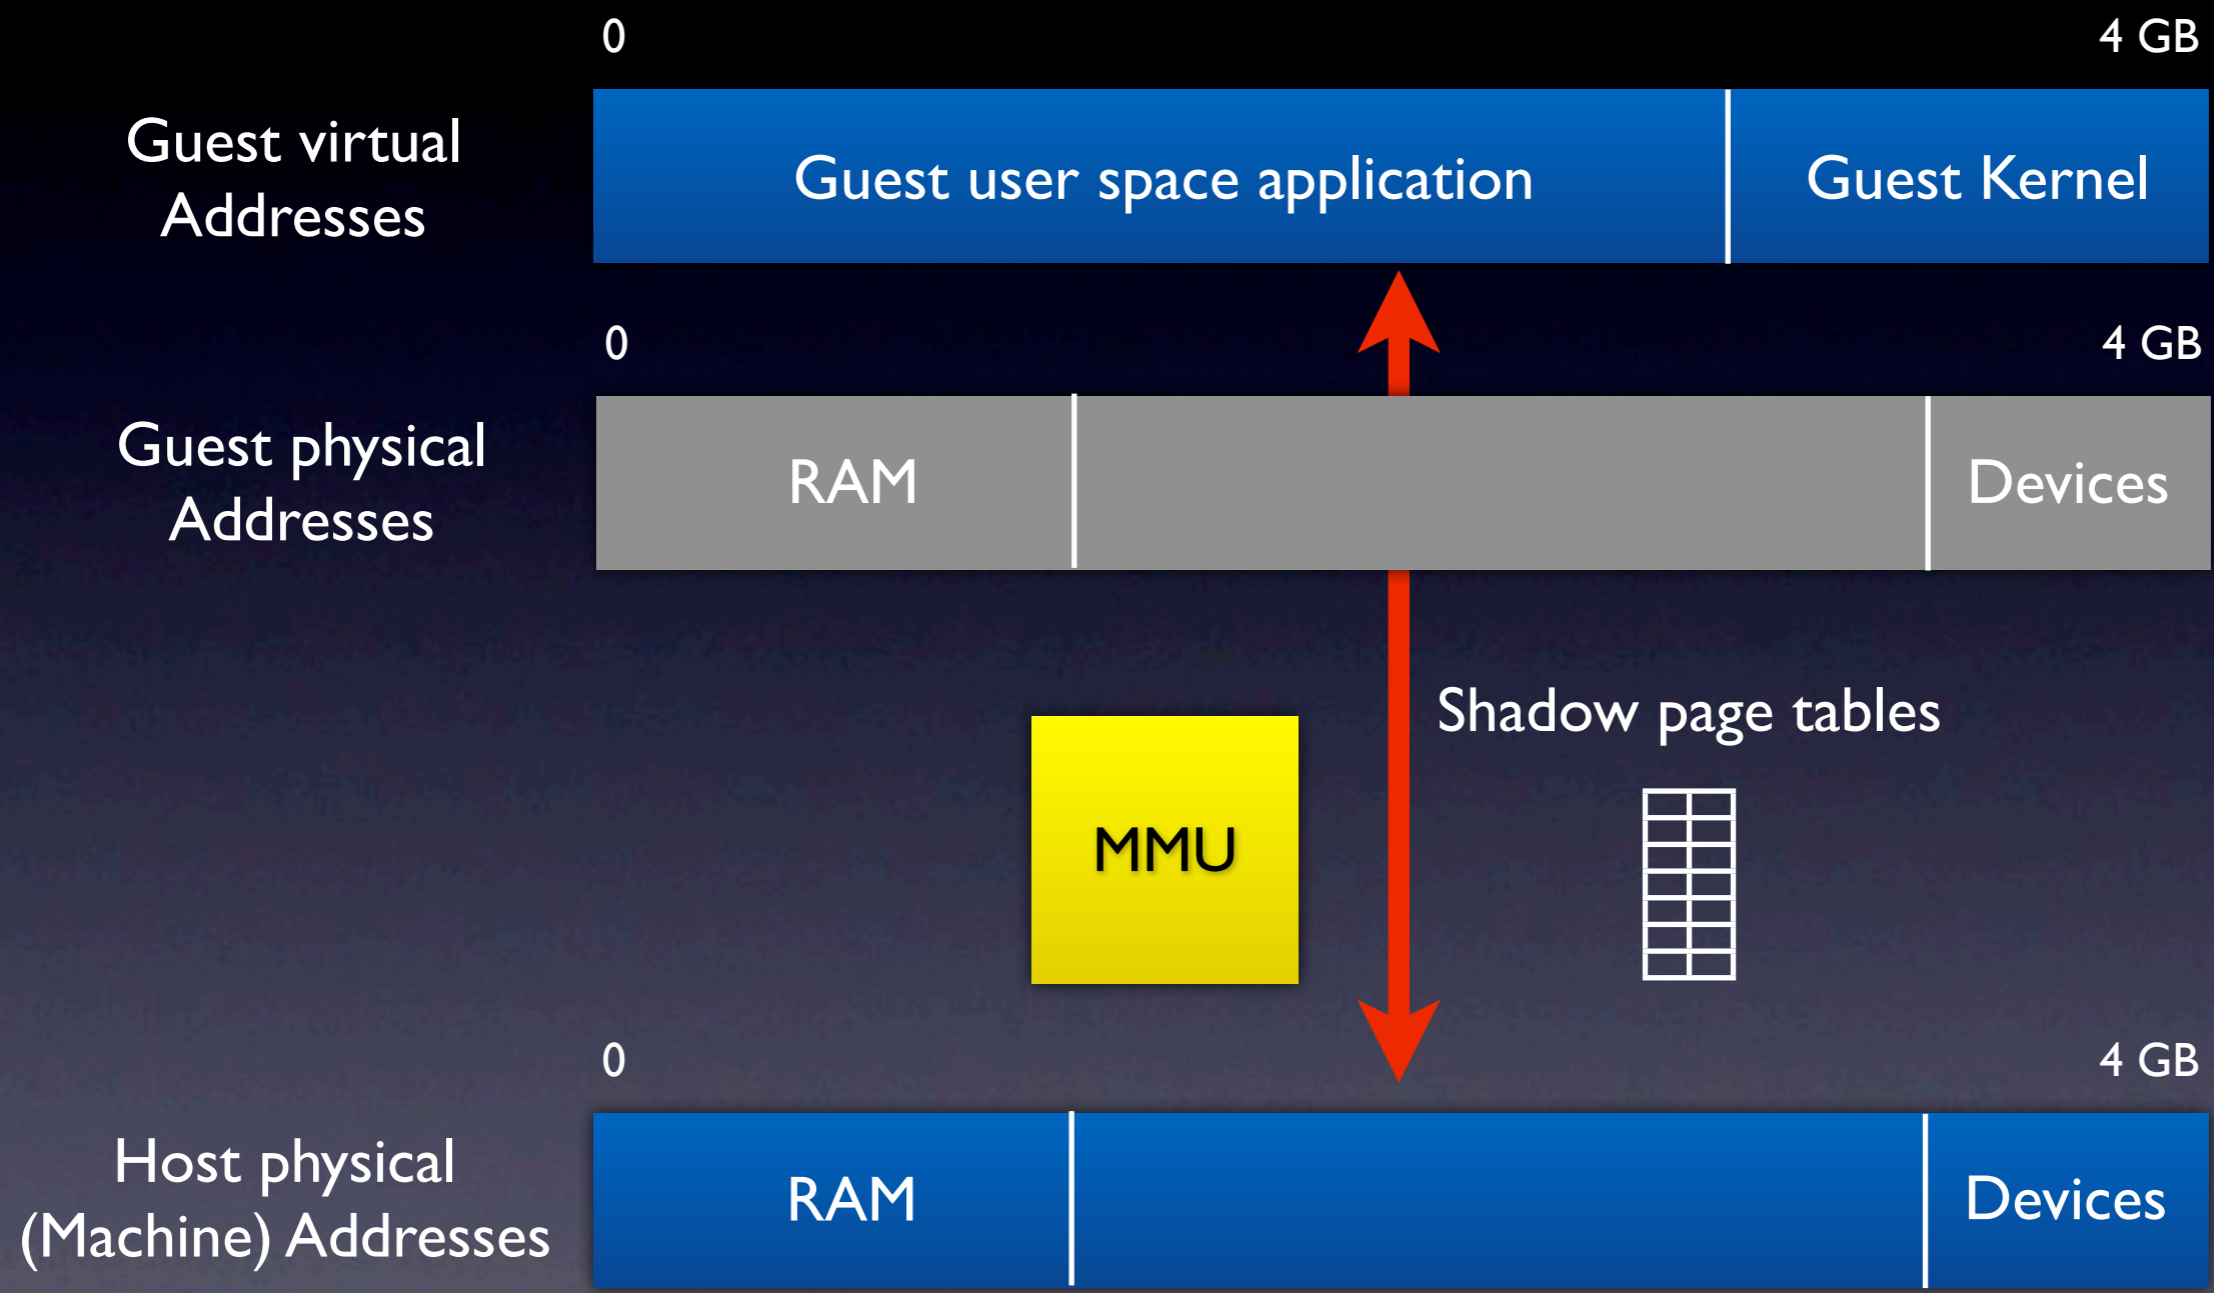 0
4 GB
Guest virtual
Addresses
Guest user space application
Guest Kernel
0
4 GB
Guest physical
Addresses
RAM
Devices
Shadow page tables
MMU
0
4 GB
Host physical
(Machine) Addresses
RAM
Devices